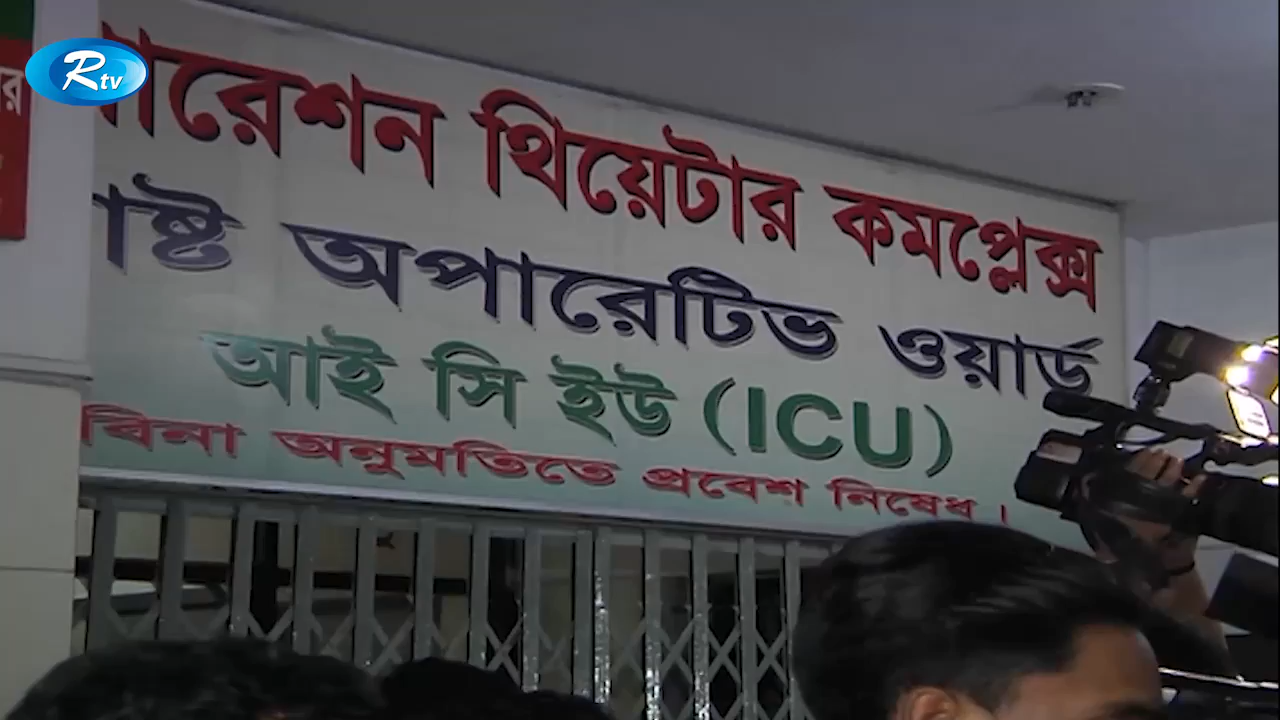 Rtv
র
ারেশন থিয়েটার কমপ্লেক্স
াষ্ট অপারেটিভ ওয়ার্ড
আই সি ইউ (ICU)
বিনা অনুমতিতে প্রবেশ নিষেধ।